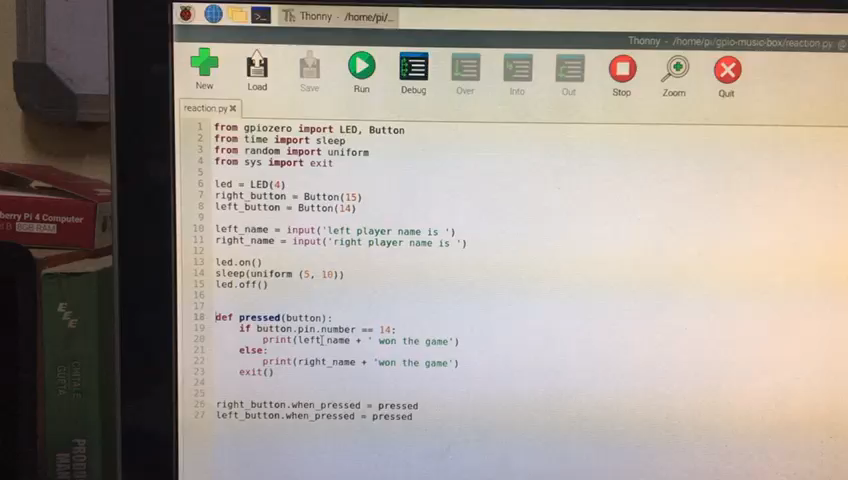 Thonny - /home/pi/...
Thonny - /home/pi/gpio-music-box/reaction.py @
New
Load
Save
Run
Debug
Over
Into
Out
Stop
Zoom
Quit
reaction.py
1 from gpiozero import LED, Button
2 from time import sleep
3 from random import uniform
4 from sys import exit
5
6 led = LED(4)
7 right_button = Button(15)
8 left_button = Button(14)
9
10 left_name = input('left player name is ')
11 right_name = input('right player name is ')
12
13 led.on()
14 sleep(uniform (5, 10))
15 led.off()
16
17
18 def pressed(button):
19 if button.pin.number == 14:
20 print(left_name + ' won the game')
21 else:
22 print(right_name + 'won the game')
23 exit()
24
25
26 right_button.when_pressed = pressed
27 left_button.when_pressed = pressed
berry Pi 4 Computer
8GB RAM
CHITALE
GUPTA